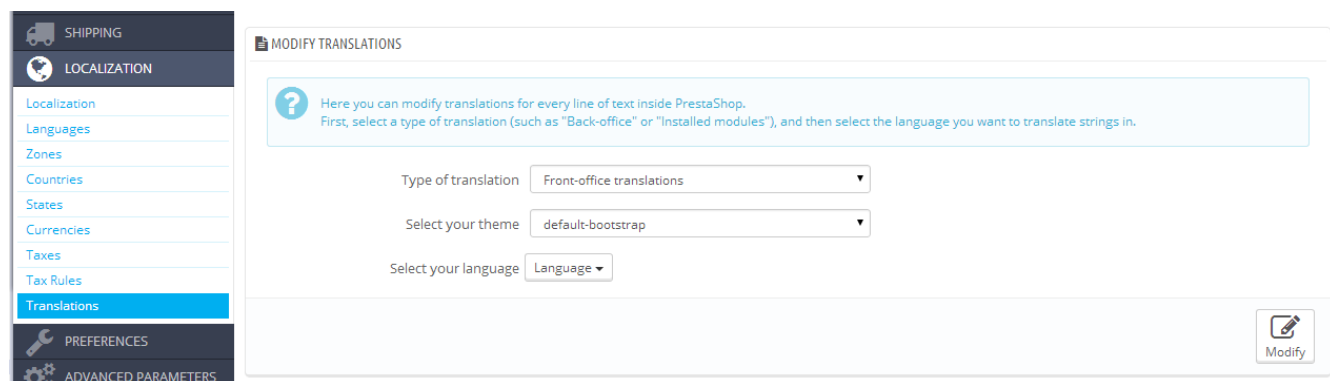 SHIPPING
LOCALIZATION
Localization
Languages
Zones
Countries
States
Currencies
Taxes
Tax Rules
Translations
PREFERENCES
ADVANCED PARAMETERS
MODIFY TRANSLATIONS
Here you can modify translations for every line of text inside PrestaShop.
First, select a type of translation (such as "Back-office" or "Installed modules"), and then select the language you want to translate strings in.
Type of translation Front-office translations
Select your theme default-bootstrap
Select your language Language
Modify